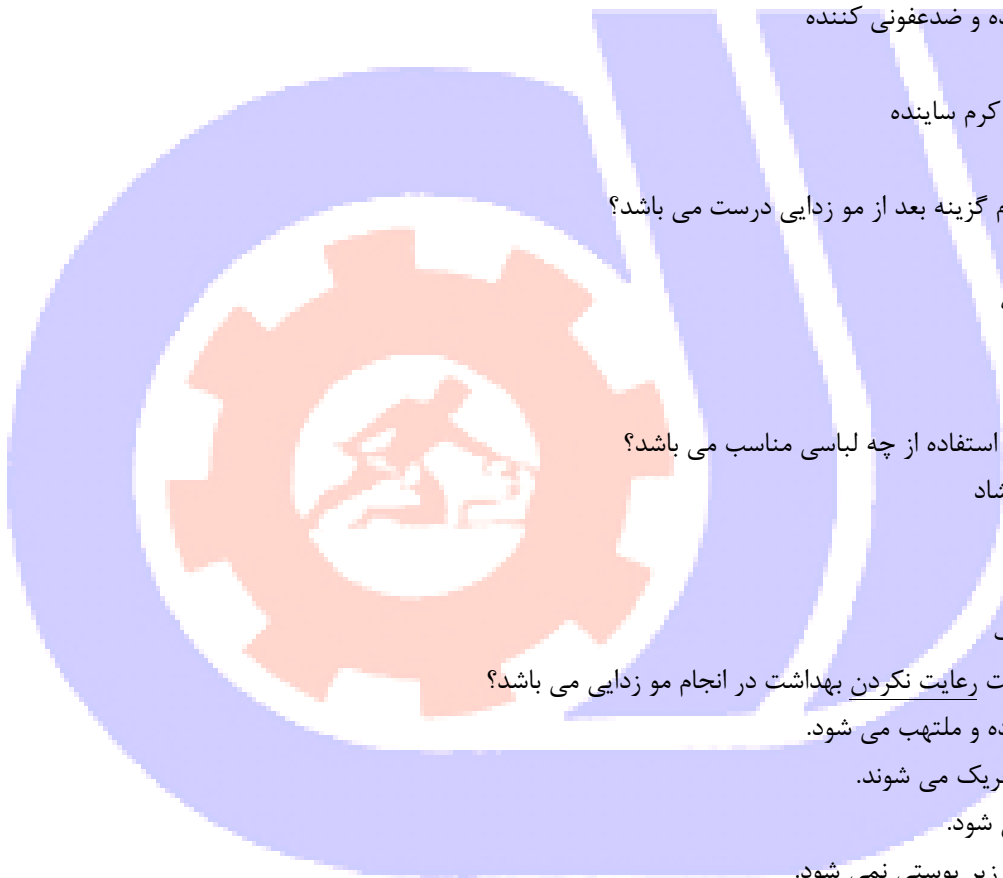 ده و ضدعفونی کننده
کرم ساینده
م گزینه بعد از مو زدایی درست می باشد؟
استفاده از چه لباسی مناسب می باشد؟
شاد
ت رعایت نکردن بهداشت در انجام مو زدایی می باشد؟
ده و ملتهب می شود.
ریک می شوند.
شود.
زیر پوستی نمی شود.